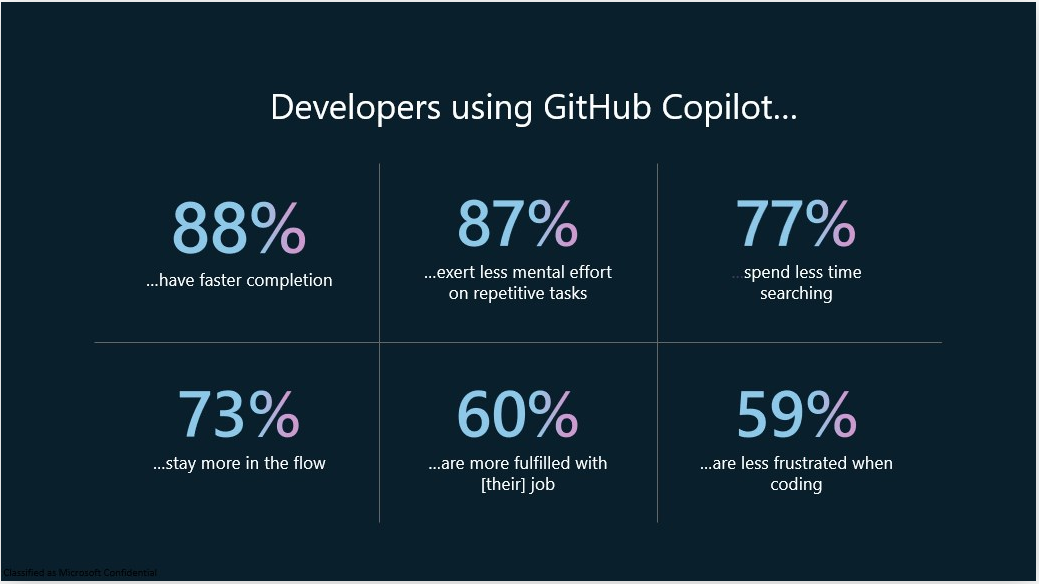 Developers using GitHub Copilot...
88%
...have faster completion
87%
...exert less mental effort
on repetitive tasks
77%
...spend less time
searching
73%
...stay more in the flow
60%
...are more fulfilled with
[their] job
59%
...are less frustrated when
coding
Classified as Microsoft Confidential